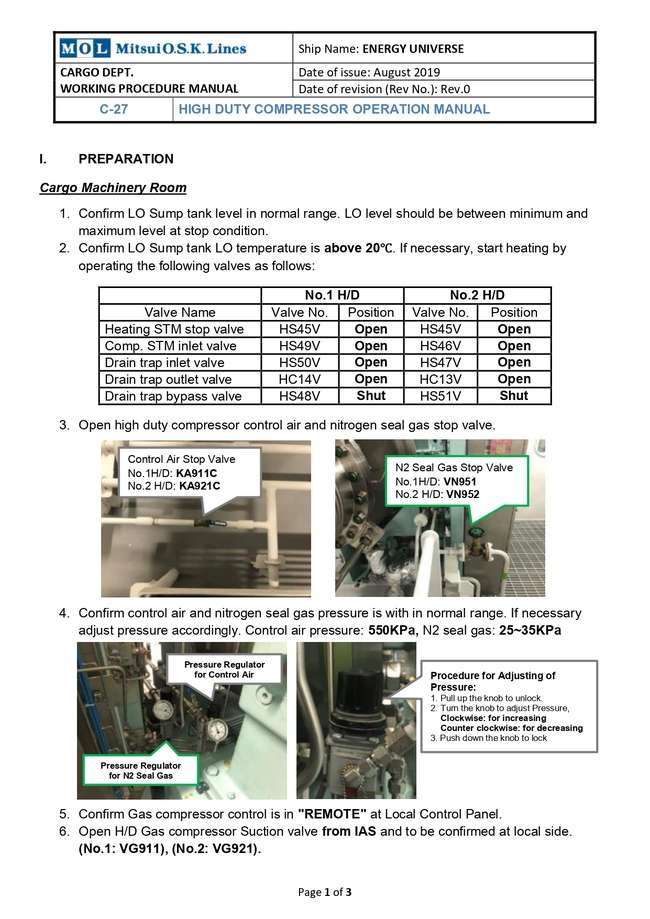 MOL Mitsui O.S.K. Lines
Ship Name: ENERGY UNIVERSE
CARGO DEPT.
WORKING PROCEDURE MANUAL
Date of issue: August 2019
Date of revision (Rev No.): Rev.0
C-27 HIGH DUTY COMPRESSOR OPERATION MANUAL
I. PREPARATION
Cargo Machinery Room
1. Confirm LO Sump tank level in normal range. LO level should be between minimum and
maximum level at stop condition.
2. Confirm LO Sump tank LO temperature is above 20℃. If necessary, start heating by
operating the following valves as follows:
No.1 H/D No.2 H/D
Valve Name Valve No. Position Valve No. Position
Heating STM stop valve HS45V Open HS45V Open
Comp. STM inlet valve HS49V Open HS46V Open
Drain trap inlet valve HS50V Open HS47V Open
Drain trap outlet valve HC14V Open HC13V Open
Drain trap bypass valve HS48V Shut HS51V Shut
3. Open high duty compressor control air and nitrogen seal gas stop valve.
Control Air Stop Valve
No.1H/D: KA911C
No.2 H/D: KA921C
N2 Seal Gas Stop Valve
No.1H/D: VN951
No.2 H/D: VN952
4. Confirm control air and nitrogen seal gas pressure is with in normal range. If necessary
adjust pressure accordingly. Control air pressure: 550KPa, N2 seal gas: 25~35KPa
Pressure Regulator
for Control Air
Pressure Regulator
for N2 Seal Gas
Procedure for Adjusting of
Pressure:
1. Pull up the knob to unlock.
2. Turn the knob to adjust Pressure,
Clockwise: for increasing
Counter clockwise: for decreasing
3. Push down the knob to lock
5. Confirm Gas compressor control is in "REMOTE" at Local Control Panel.
6. Open H/D Gas compressor Suction valve from IAS and to be confirmed at local side.
(No.1: VG911), (No.2: VG921).
Page 1 of 3